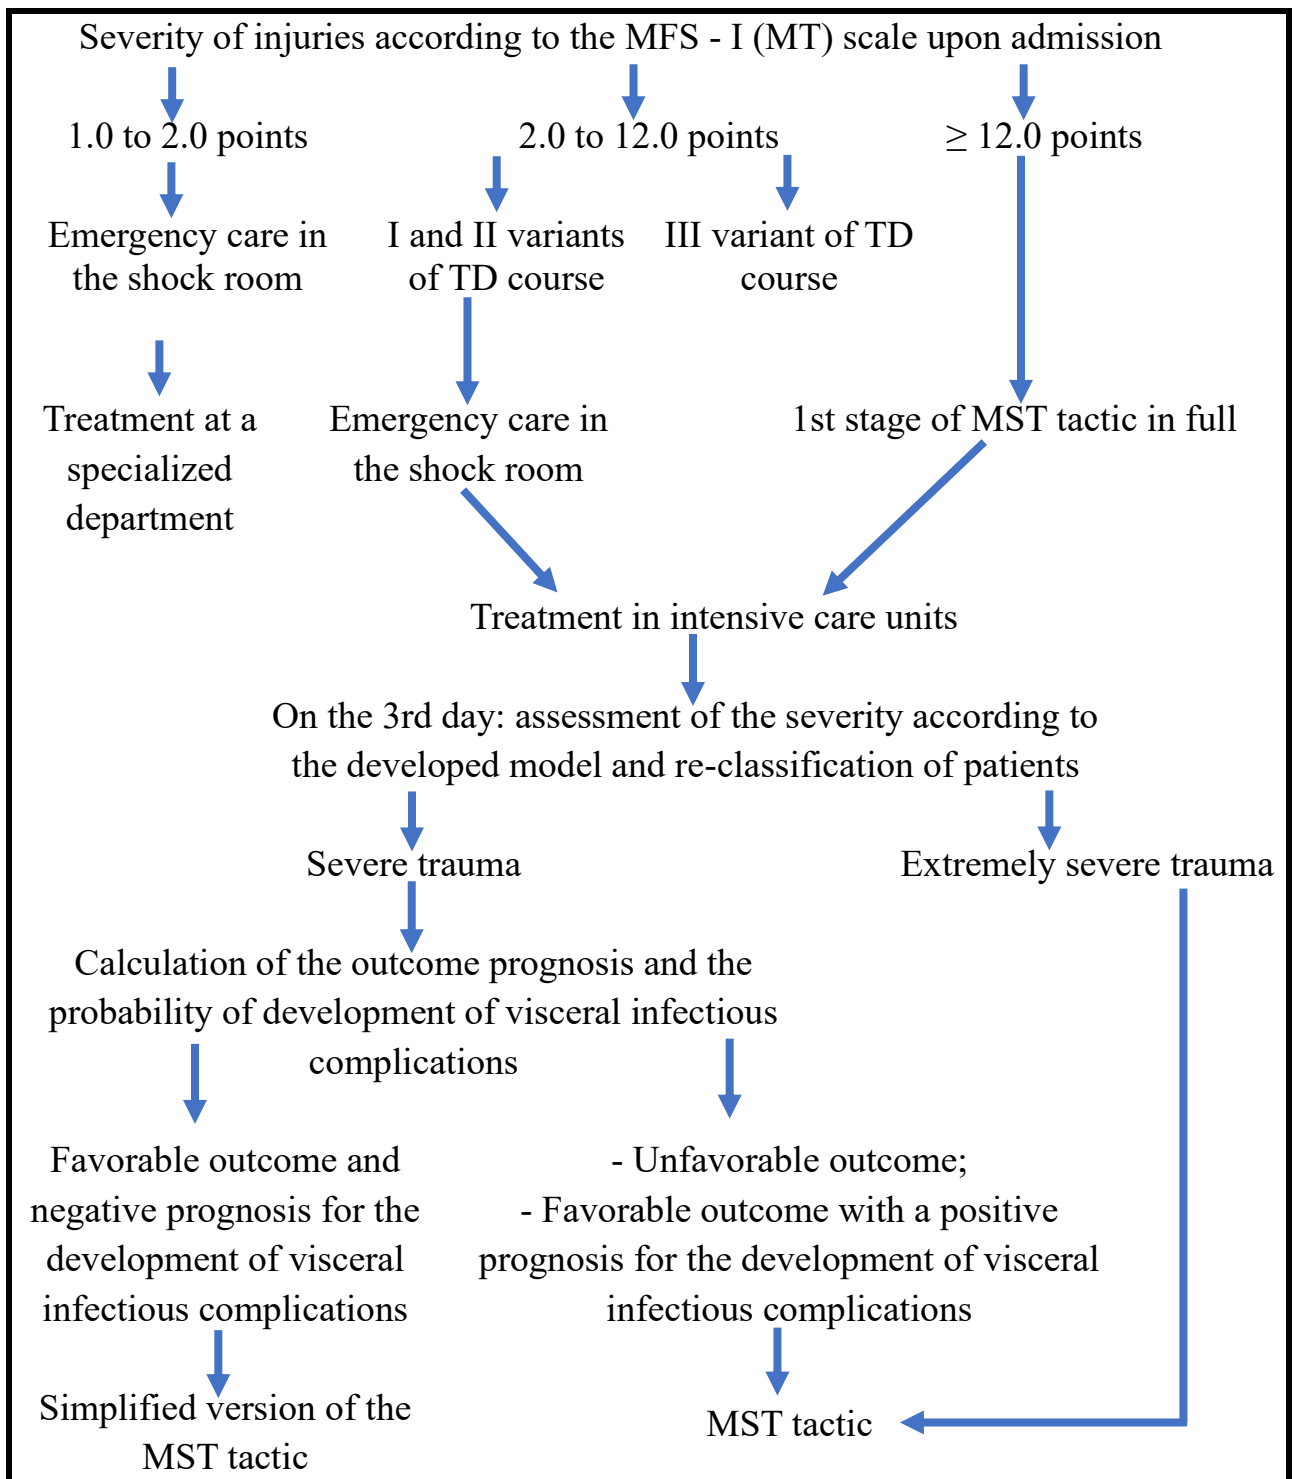 Severity of injuries according to the MFS - I (MT) scale upon admission
1.0 to 2.0 points
2.0 to 12.0 points
≥ 12.0 points
Emergency care in
the shock room
I and II variants
of TD course
III variant of TD
course
Treatment at a
specialized
department
Emergency care in
the shock room
1st stage of MST tactic in full
Treatment in intensive care units
On the 3rd day: assessment of the severity according to
the developed model and re-classification of patients
Severe trauma
Extremely severe trauma
Calculation of the outcome prognosis and the
probability of development of visceral infectious
complications
Favorable outcome and
negative prognosis for the
development of visceral
infectious complications
- Unfavorable outcome;
- Favorable outcome with a positive
prognosis for the development of visceral
infectious complications
Simplified version of the
MST tactic
MST tactic